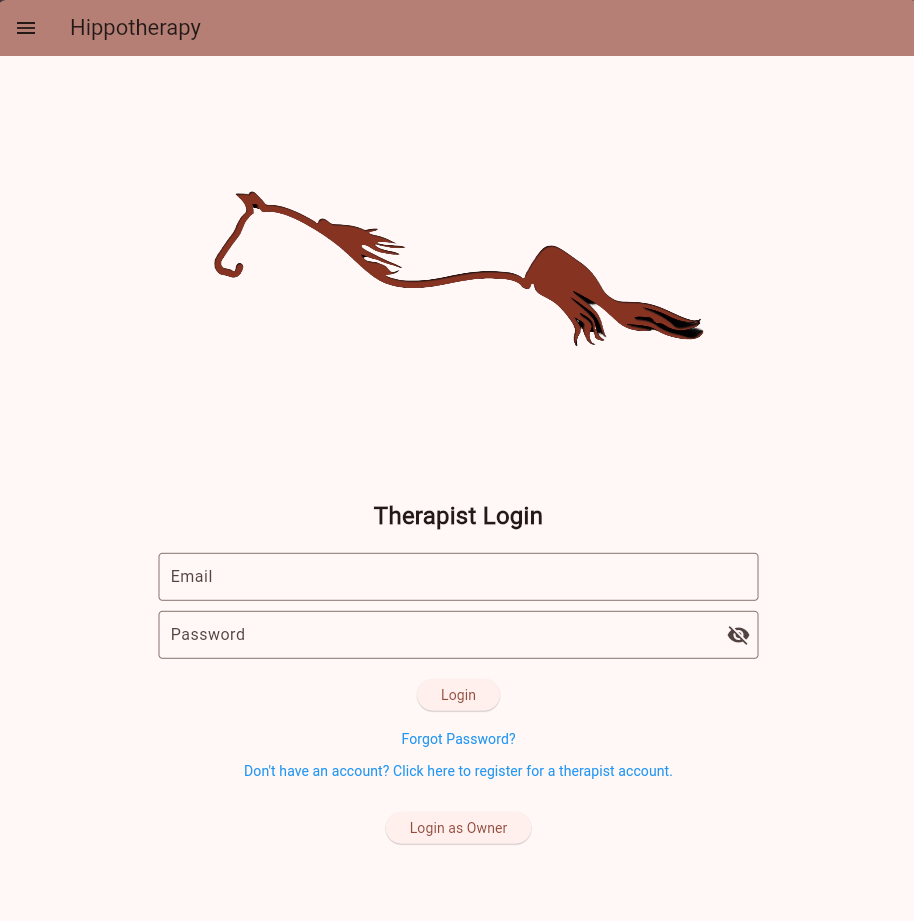 Hippotherapy
Therapist Login
Email
Password
Login
Forgot Password?
Don't have an account? Click here to register for a therapist account.
Login as Owner